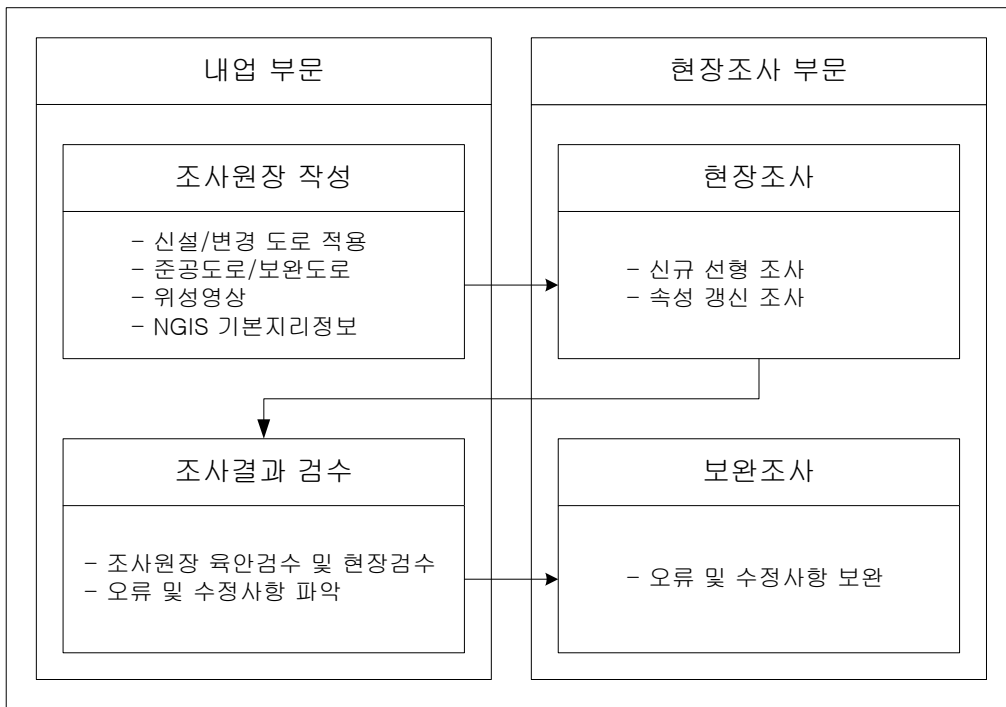 내업 부문
조사원장 작성
- 신설/변경 도로 적용
- 준공도로/보완도로
- 위성영상
- NGIS 기본지리정보
현장조사 부문
현장조사
- 신규 선형 조사
- 속성 갱신 조사
조사결과 검수
- 조사원장 육안검수 및 현장검수
- 오류 및 수정사항 파악
보완조사
- 오류 및 수정사항 보완